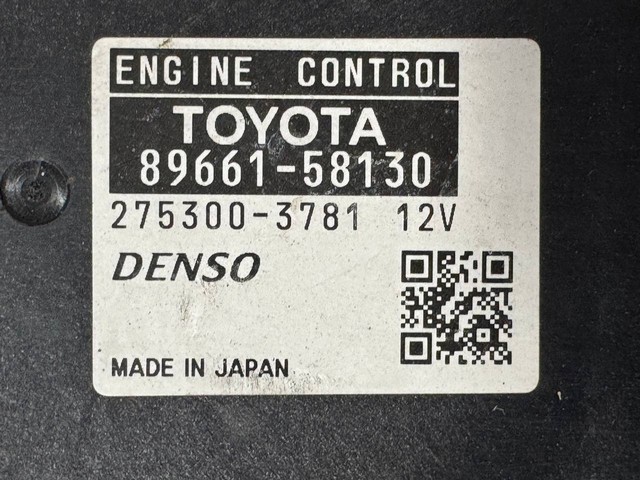 ENGINE CONTROL
TOYOTA
89661-58130
275300-3781 12V
DENSO
MADE IN JAPAN